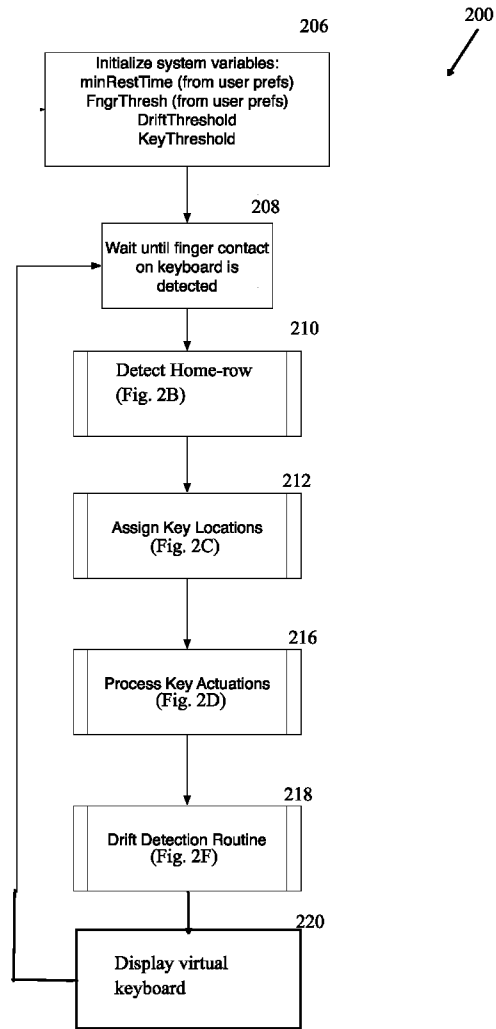 200
206
Initialize system variables:
minRestTime (from user prefs)
FngrThresh (from user prefs)
DriftThreshold
KeyThreshold
208
Wait until finger contact
on keyboard is
detected
210
Detect Home-row
(Fig. 2B)
212
Assign Key Locations
(Fig. 2C)
216
Process Key Actuations
(Fig. 2D)
218
Drift Detection Routine
(Fig. 2F)
220
Display virtual
keyboard